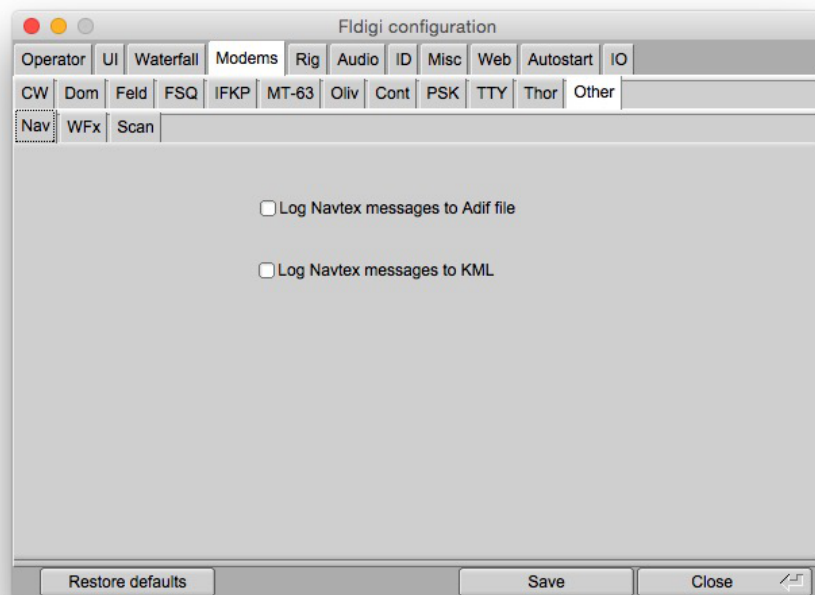 Fldigi configuration
Operator UI Waterfall Modems Rig Audio ID Misc Web Autostart IO
CW Dom Feld FSQ IFKP MT-63 Oliv Cont PSK TTY Thor Other
Nav WFx Scan
Log Navtex messages to Adif file
Log Navtex messages to KML
Restore defaults Save Close